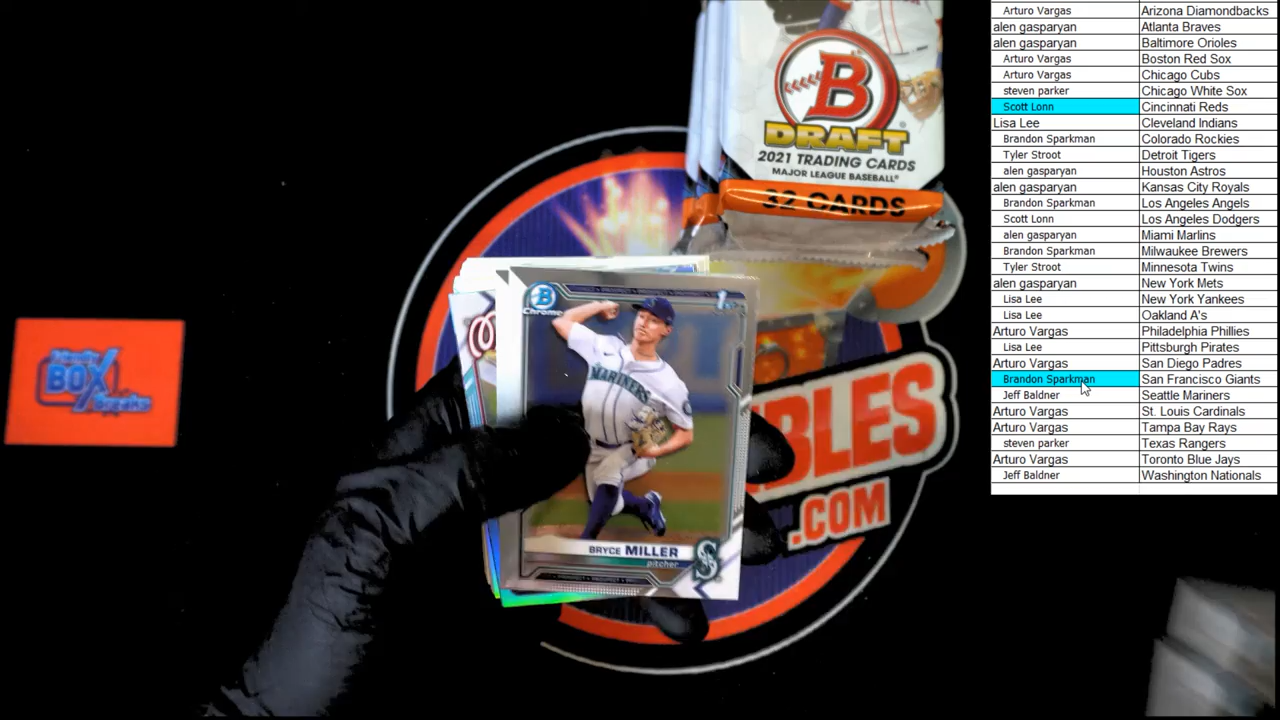 B
DRAFT
2021 TRADING CARDS
MAJOR LEAGUE BASEBALL
32 CARDS
Chrome
1st
MARINERS
BRYCE MILLER
pitcher
S
BOX
Breaks
BLES
.COM
Arturo Vargas Arizona Diamondbacks
alen gasparyan Atlanta Braves
alen gasparyan Baltimore Orioles
Arturo Vargas Boston Red Sox
Arturo Vargas Chicago Cubs
steven parker Chicago White Sox
Scott Lonn Cincinnati Reds
Lisa Lee Cleveland Indians
Brandon Sparkman Colorado Rockies
Tyler Stroot Detroit Tigers
alen gasparyan Houston Astros
alen gasparyan Kansas City Royals
Brandon Sparkman Los Angeles Angels
Scott Lonn Los Angeles Dodgers
alen gasparyan Miami Marlins
Brandon Sparkman Milwaukee Brewers
Tyler Stroot Minnesota Twins
alen gasparyan New York Mets
Lisa Lee New York Yankees
Lisa Lee Oakland A's
Arturo Vargas Philadelphia Phillies
Lisa Lee Pittsburgh Pirates
Arturo Vargas San Diego Padres
Brandon Sparkman San Francisco Giants
Jeff Baldner Seattle Mariners
Arturo Vargas St. Louis Cardinals
Arturo Vargas Tampa Bay Rays
steven parker Texas Rangers
Arturo Vargas Toronto Blue Jays
Jeff Baldner Washington Nationals